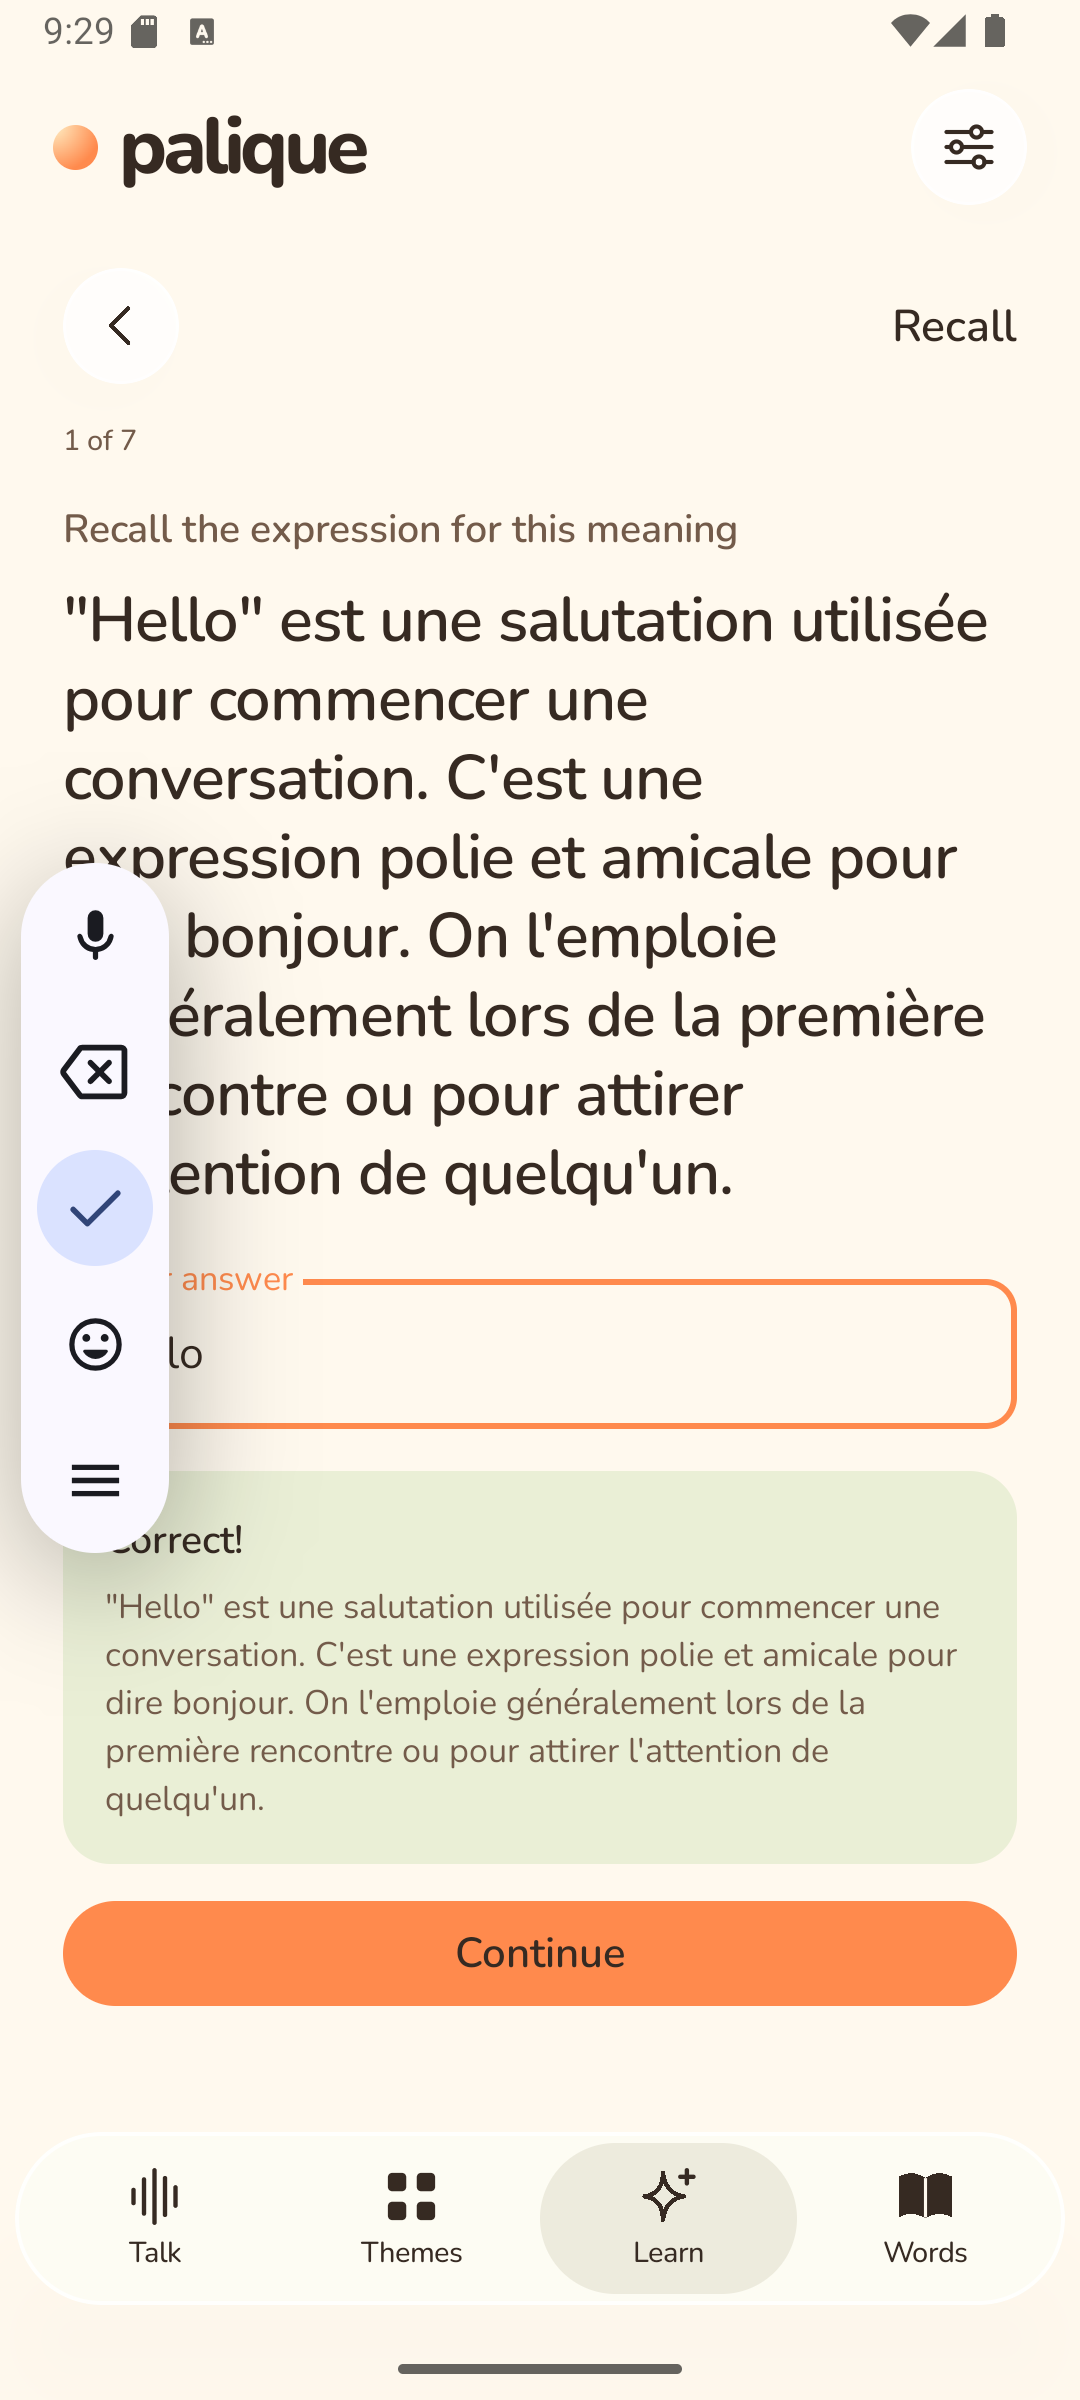 9:29
palique
Recall
1 of 7
Recall the expression for this meaning
"Hello" est une salutation utilisée
pour commencer une
conversation. C'est une
expression polie et amicale pour
bonjour. On l'emploie
éralement lors de la première
contre ou pour attirer
ention de quelqu'un.
answer
lo
Correct!
"Hello" est une salutation utilisée pour commencer une
conversation. C'est une expression polie et amicale pour
dire bonjour. On l'emploie généralement lors de la
première rencontre ou pour attirer l'attention de
quelqu'un.
Continue
Talk
Themes
Learn
Words